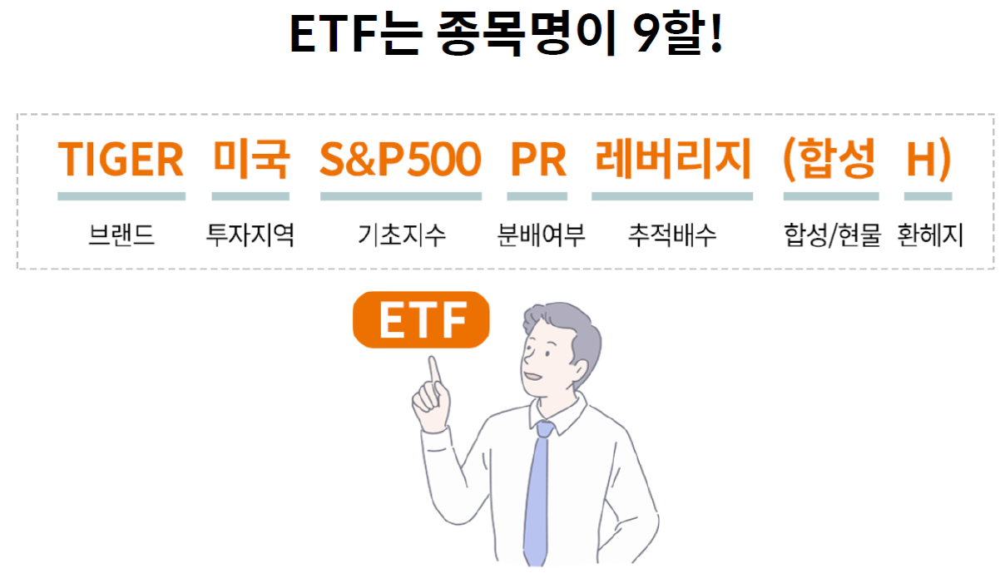 ETF는 종목명이 9할!
TIGER 미국 S&P500 PR 레버리지 (합성 H)
브랜드 투자지역 기초지수 분배여부 추적배수 합성/현물 환헤지
ETF